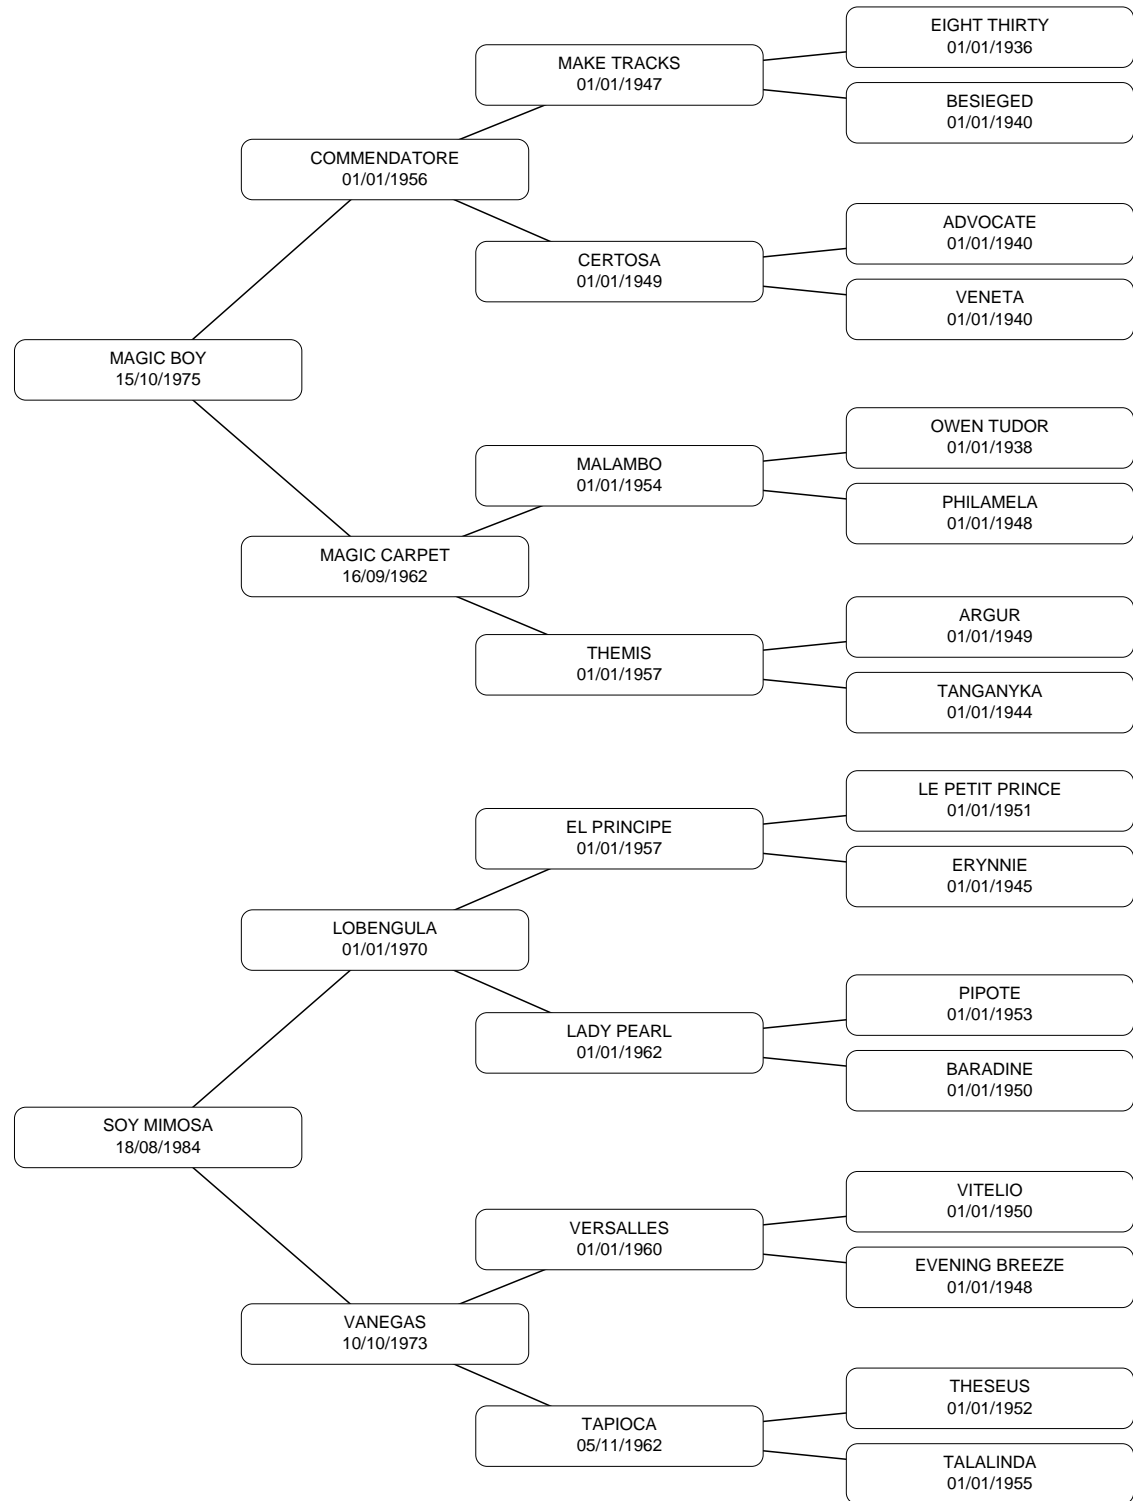 EIGHT THIRTY
01/01/1936
MAKE TRACKS
01/01/1947
BESIEGED
01/01/1940
COMMENDATORE
01/01/1956
ADVOCATE
01/01/1940
CERTOSA
01/01/1949
VENETA
01/01/1940
MAGIC BOY
15/10/1975
OWEN TUDOR
01/01/1938
MALAMBO
01/01/1954
PHILAMELA
01/01/1948
MAGIC CARPET
16/09/1962
ARGUR
01/01/1949
THEMIS
01/01/1957
TANGANYKA
01/01/1944
LE PETIT PRINCE
01/01/1951
EL PRINCIPE
01/01/1957
ERYNNIE
01/01/1945
LOBENGULA
01/01/1970
PIPOTE
01/01/1953
LADY PEARL
01/01/1962
BARADINE
01/01/1950
SOY MIMOSA
18/08/1984
VITELIO
01/01/1950
VERSALLES
01/01/1960
EVENING BREEZE
01/01/1948
VANEGAS
10/10/1973
THESEUS
01/01/1952
TAPIOCA
05/11/1962
TALALINDA
01/01/1955